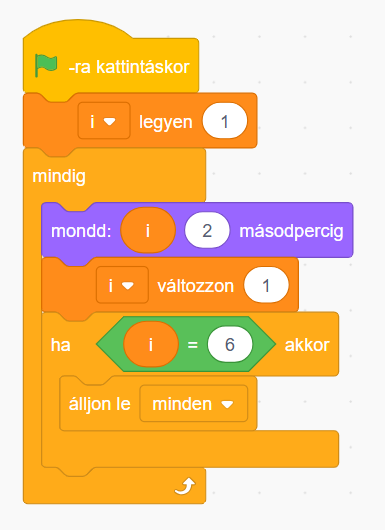 -ra kattintáskor
i legyen 1
mindig
mondd: i 2 másodpercig
i változzon 1
ha i = 6 akkor
álljon le minden